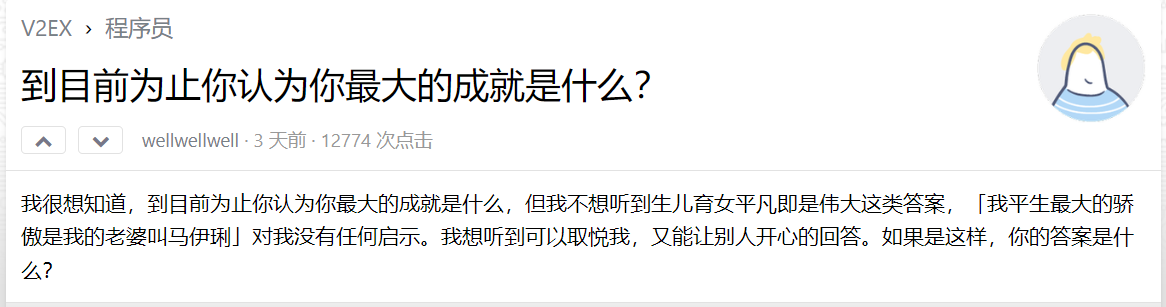 V2EX › 程序员
到目前为止你认为你最大的成就是什么？
wellwellwell · 3 天前 · 12774 次点击
我很想知道，到目前为止你认为你最大的成就是什么，但我不想听到生儿育女平凡即是伟大这类答案，「我平生最大的骄
傲是我的老婆叫马伊琍」对我没有任何启示。我想听到可以取悦我，又能让别人开心的回答。如果是这样，你的答案是什
么？